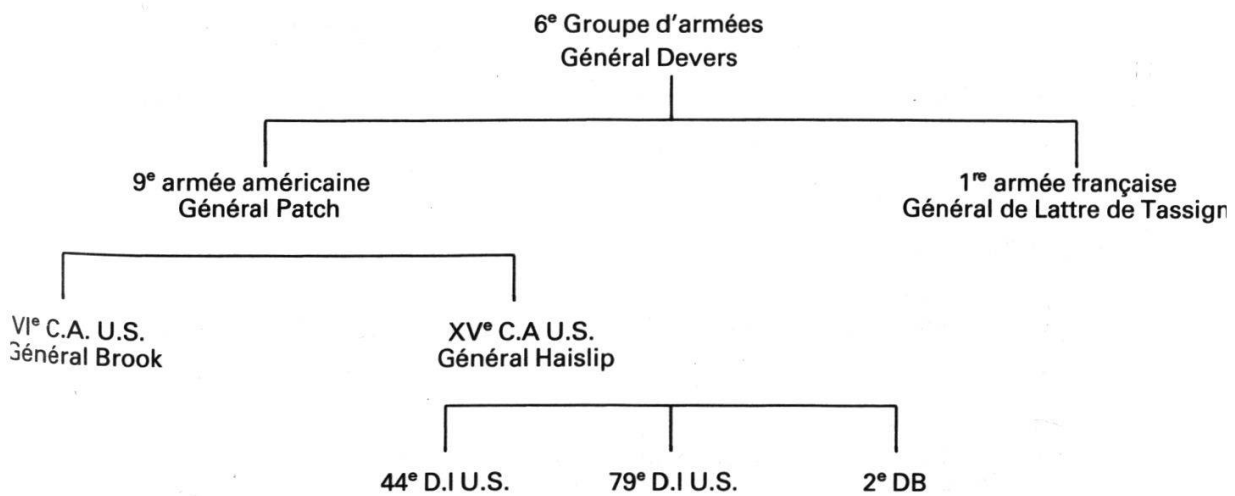 6e Groupe d'armées
Général Devers
9e armée américaine
Général Patch
1re armée française
Général de Lattre de Tassign
VIe C.A. U.S.
Général Brook
XVe C.A U.S.
Général Haislip
44e D.I U.S.
79e D.I U.S.
2e DB